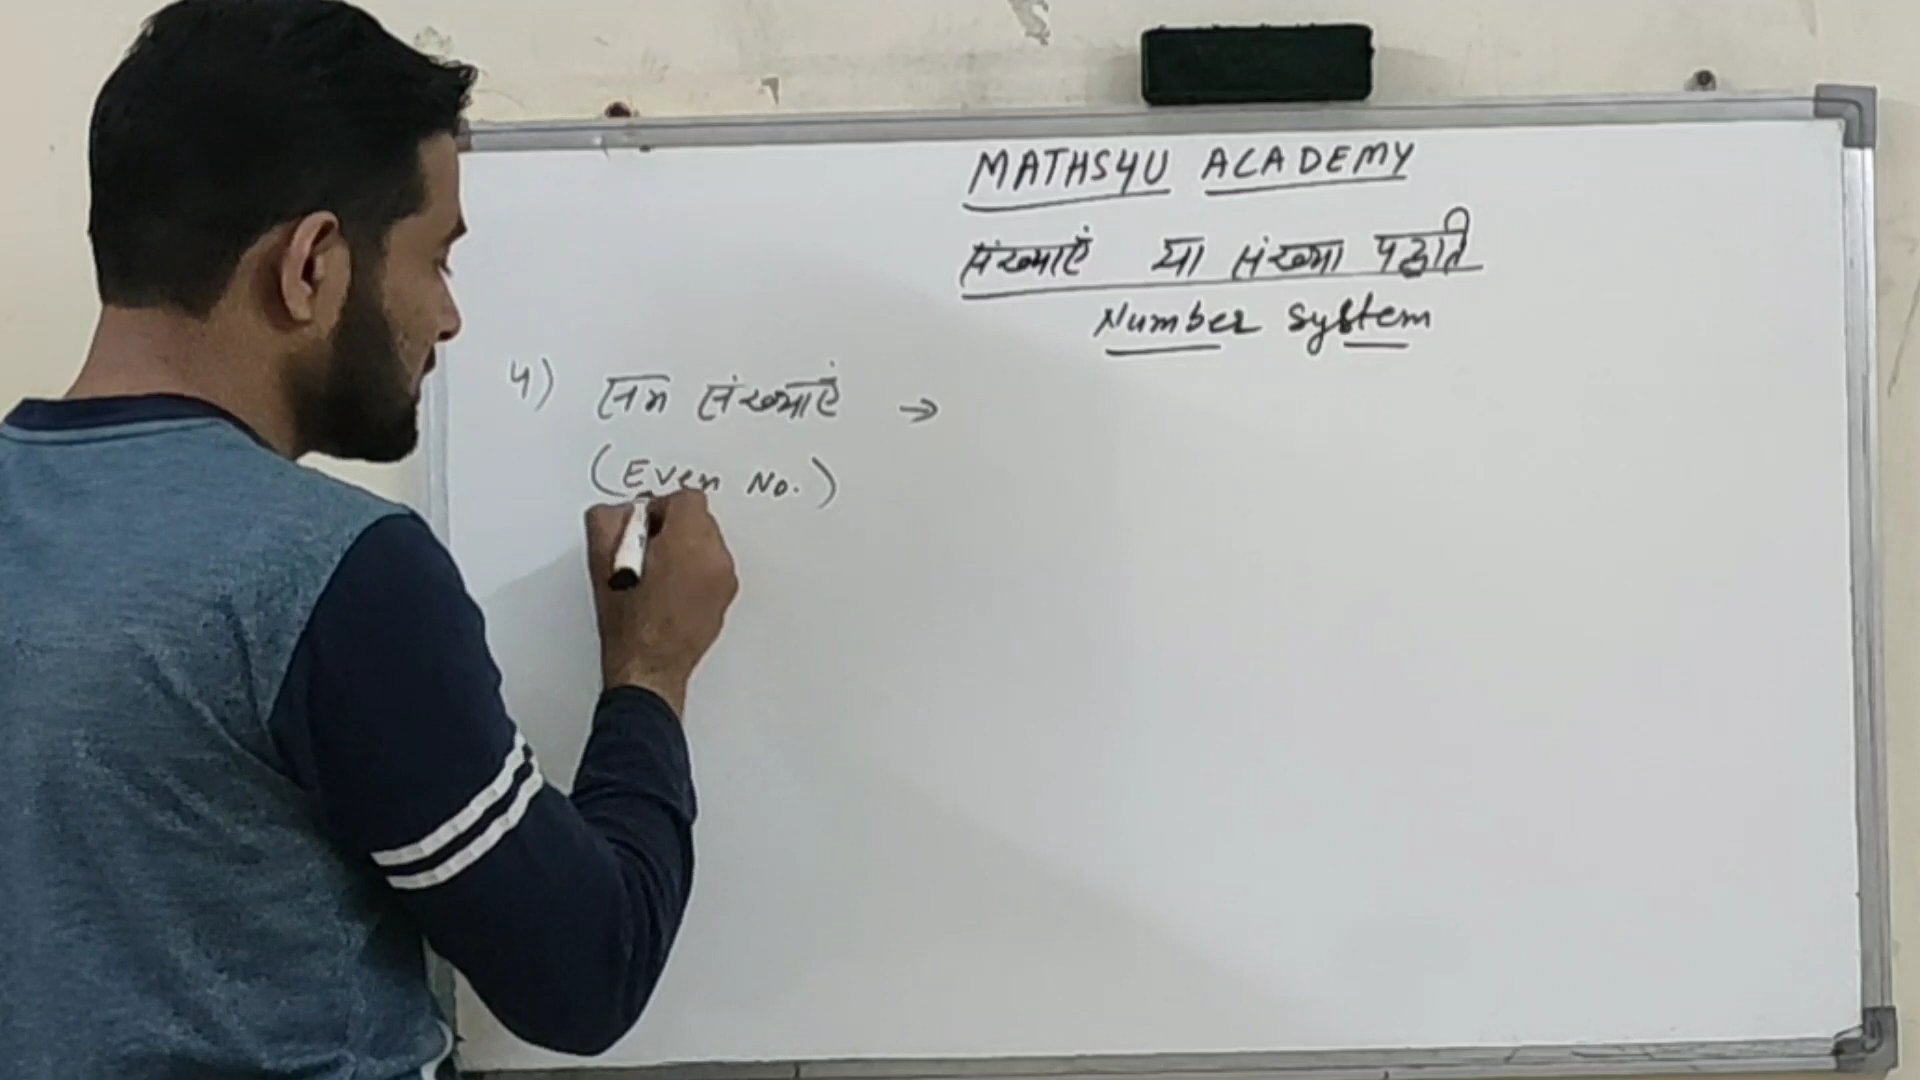 MATHS4U ACADEMY
संख्याएं या संख्या पद्धति
Number system
4) सम संख्याएं →
(Even No.)